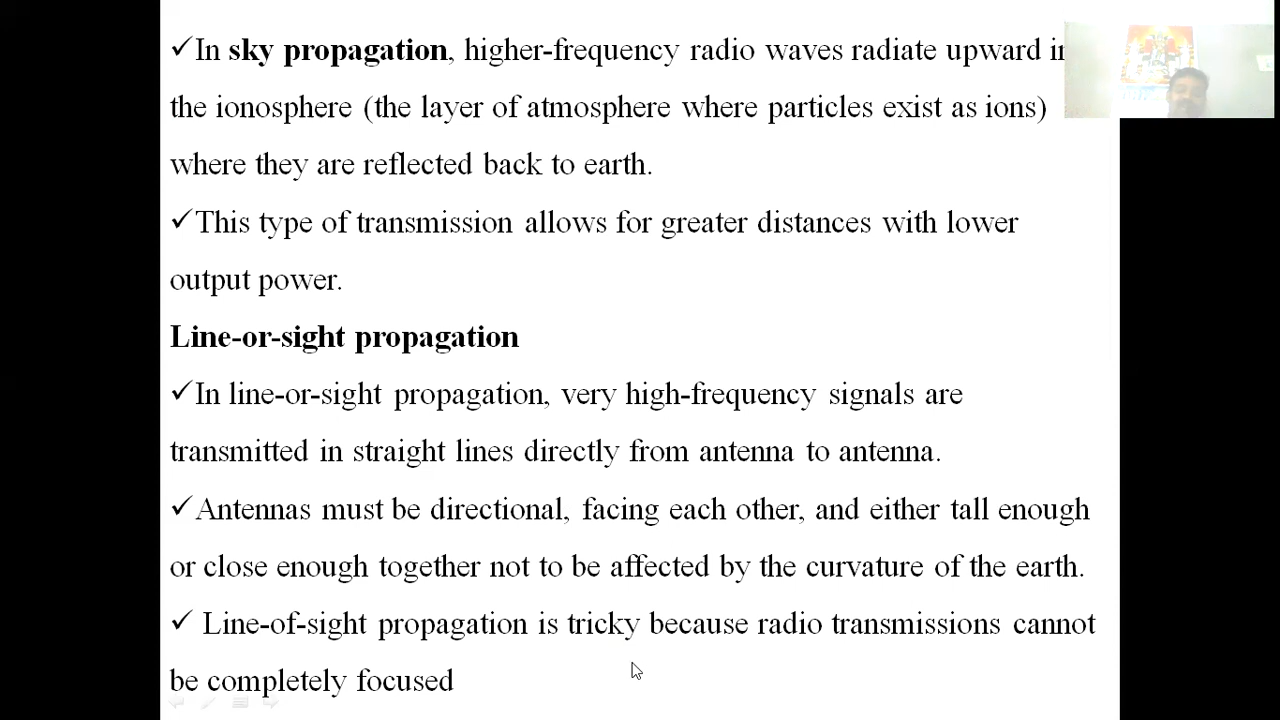 ✓In sky propagation, higher-frequency radio waves radiate upward
the ionosphere (the layer of atmosphere where particles exist as ions)
where they are reflected back to earth.
✓This type of transmission allows for greater distances with lower
output power.
Line-or-sight propagation
✓In line-or-sight propagation, very high-frequency signals are
transmitted in straight lines directly from antenna to antenna.
✓Antennas must be directional, facing each other, and either tall enough
or close enough together not to be affected by the curvature of the earth.
✓ Line-of-sight propagation is tricky because radio transmissions cannot
be completely focused